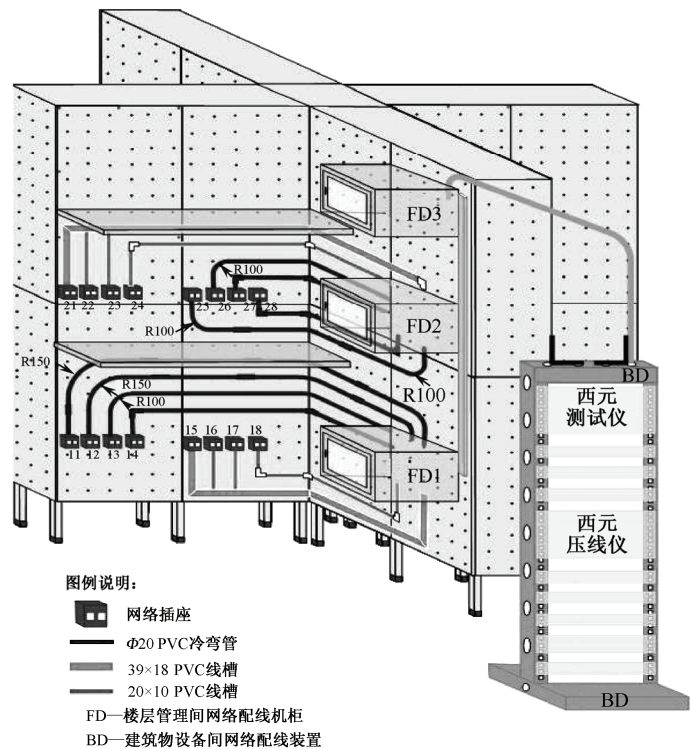 FD3
R100
21 22 23 24
25 26 27 28
FD2
R100
R150
R150
R100
R100
BD
西元
测试仪
15 16 17 18
11 12 13 14
FD1
西元
压线仪
图例说明：
网络插座
Φ20 PVC冷弯管
39×18 PVC线槽
20×10 PVC线槽
FD—楼层管理间网络配线机柜
BD—建筑物设备间网络配线装置
BD